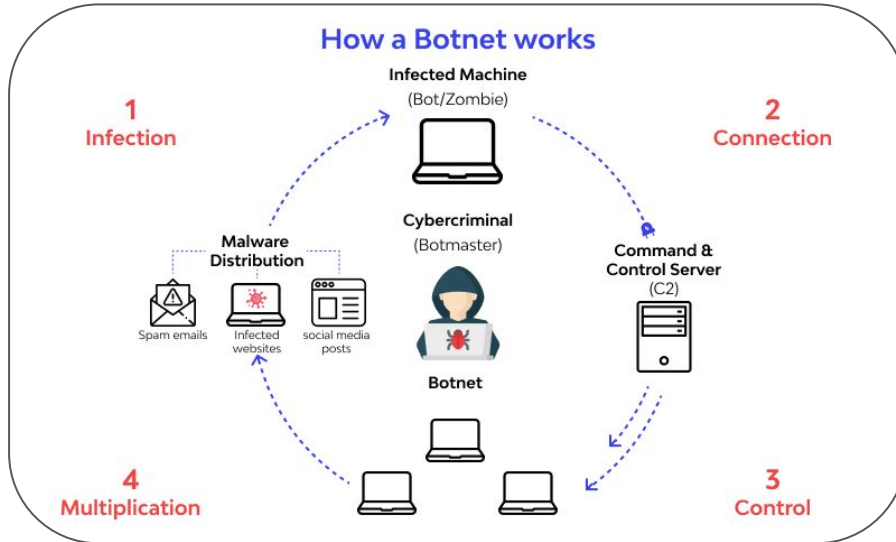 How a Botnet works
Infected Machine
(Bot/Zombie)
1
Infection
2
Connection
Cybercriminal
(Botmaster)
Malware
Distribution
Spam emails
Infected
websites
social media
posts
Command &
Control Server
(C2)
Botnet
4
Multiplication
3
Control